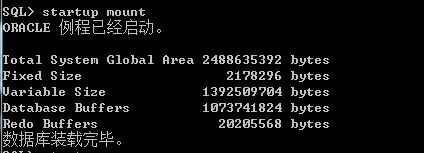 SQL> startup mount
ORACLE 例程已经启动。
Total System Global Area 2488635392 bytes
Fixed Size 2178296 bytes
Variable Size 1392509704 bytes
Database Buffers 1073741824 bytes
Redo Buffers 20205568 bytes
数据库装载完毕。
SQL>